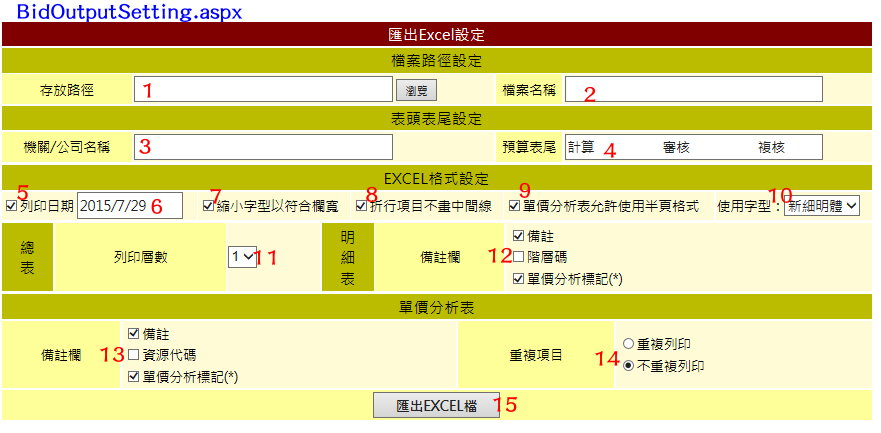 BidOutputSetting.aspx
匯出Excel設定
檔案路徑設定
存放路徑 1 瀏覽 檔案名稱 2
表頭表尾設定
機關/公司名稱 3 預算表尾 計算 4 審核 複核
EXCEL格式設定
5 列印日期 2015/7/29 6 7 縮小字型以符合欄寬 8 折行項目不畫中間線 9 單價分析表允許使用半頁格式 使用字型： 10 新細明體
總表 列印層數 1 11 明細表 備註欄 12 備註
階層碼
單價分析標記(*)
單價分析表
備註欄 13 備註
資源代碼
單價分析標記(*)
重複項目 14 重複列印
不重複列印
匯出EXCEL檔 15